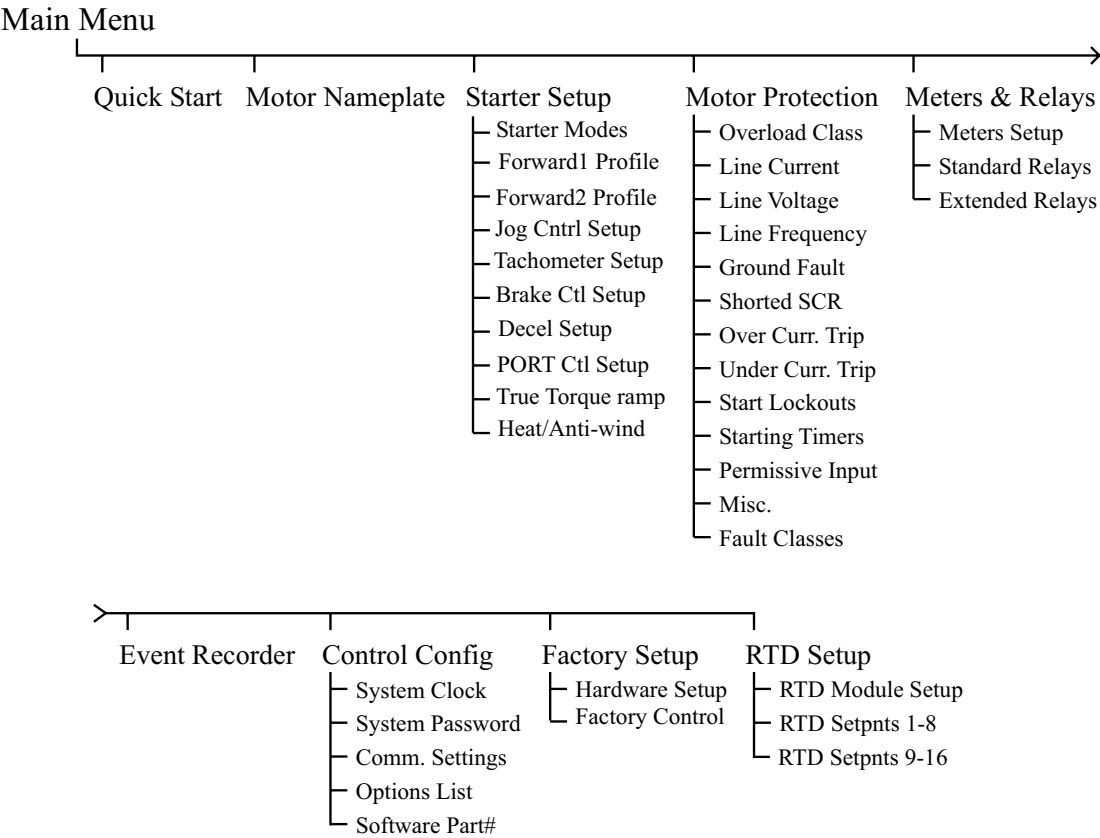 Main Menu
Quick Start
Motor Nameplate
Starter Setup
Starter Modes
Forward1 Profile
Forward2 Profile
Jog Cntrl Setup
Tachometer Setup
Brake Ctl Setup
Decel Setup
PORT Ctl Setup
True Torque ramp
Heat/Anti-wind
Motor Protection
Overload Class
Line Current
Line Voltage
Line Frequency
Ground Fault
Shorted SCR
Over Curr. Trip
Under Curr. Trip
Start Lockouts
Starting Timers
Permissive Input
Misc.
Fault Classes
Meters & Relays
Meters Setup
Standard Relays
Extended Relays
Event Recorder
Control Config
System Clock
System Password
Comm. Settings
Options List
Software Part#
Factory Setup
Hardware Setup
Factory Control
RTD Setup
RTD Module Setup
RTD Setpnts 1-8
RTD Setpnts 9-16